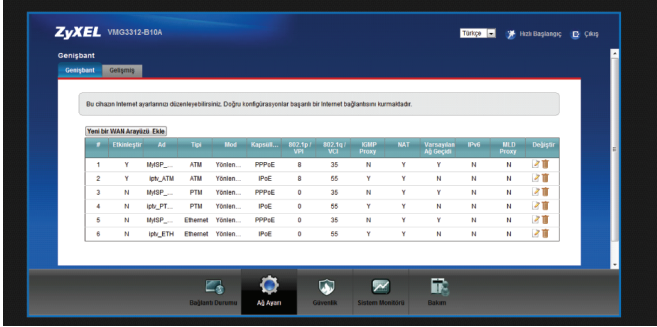 ZyXEL VMG3312-B10A Türkçe Hızlı Başlangıç Çıkış
Genişbant
Genişbant Gelişmiş
Bu cihazın Internet ayarlarınızı düzenleyebilirsiniz. Doğru konfigürasyonlar başarılı bir Internet bağlantısını kurmaktadır.
Yeni bir WAN Arayüzü Ekle
# Etkinleştir Ad Tipi Mod Kapsüll... 802.1p / VPI 802.1q / VCI IGMP Proxy NAT Varsayılan Ağ Geçidi IPv6 MLD Proxy Değiştir
1 Y MyISP_... ATM Yönlen... PPPoE 8 35 N Y Y N N
2 Y iptv_ATM ATM Yönlen... IPoE 8 55 Y Y N N N
3 N MyISP_... PTM Yönlen... PPPoE 0 35 N Y Y N N
4 N iptv_PT... PTM Yönlen... IPoE 0 55 Y Y N N N
5 N MyISP_... Ethernet Yönlen... PPPoE 0 35 N Y Y N N
6 N iptv_ETH Ethernet Yönlen... IPoE 0 55 Y Y N N N
Bağlantı Durumu Ağ Ayarı Güvenlik Sistem Monitörü Bakım